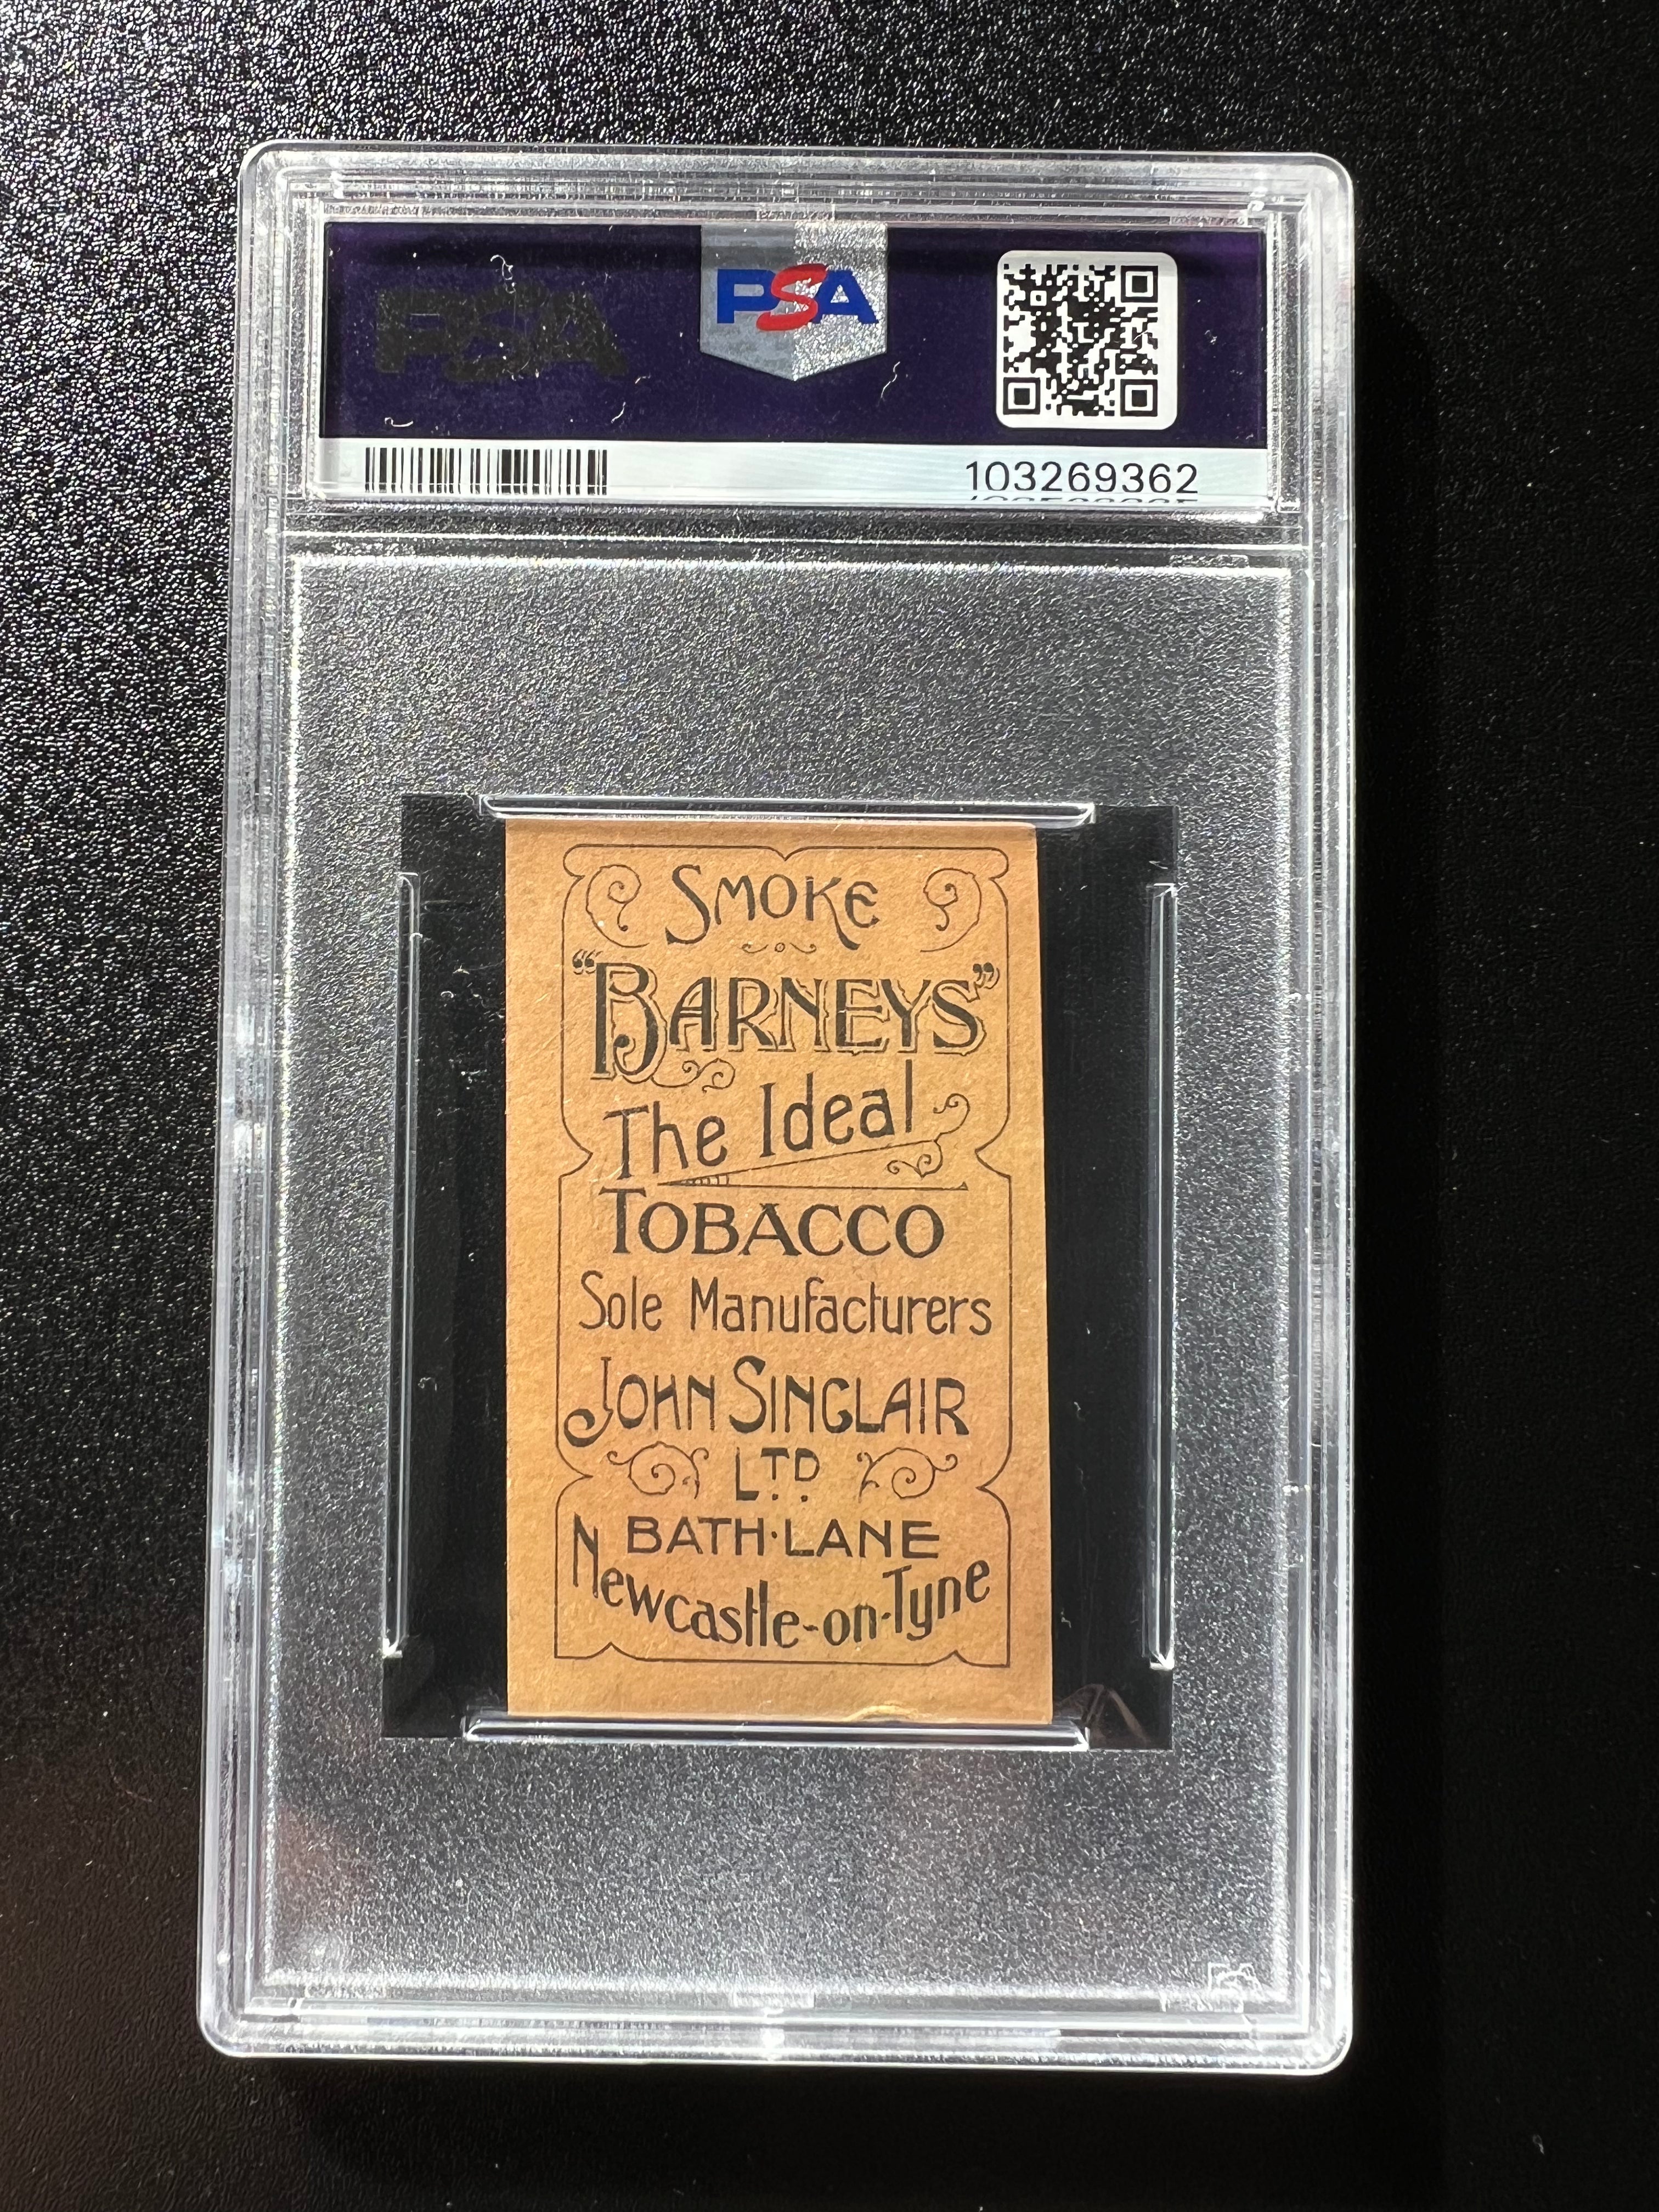 PSA
PSA
103269362
SMOKE
"BARNEYS"
The Ideal
TOBACCO
Sole Manufacturers
JOHN SINCLAIR
LTD.
BATH·LANE
Newcastle-on-Tyne